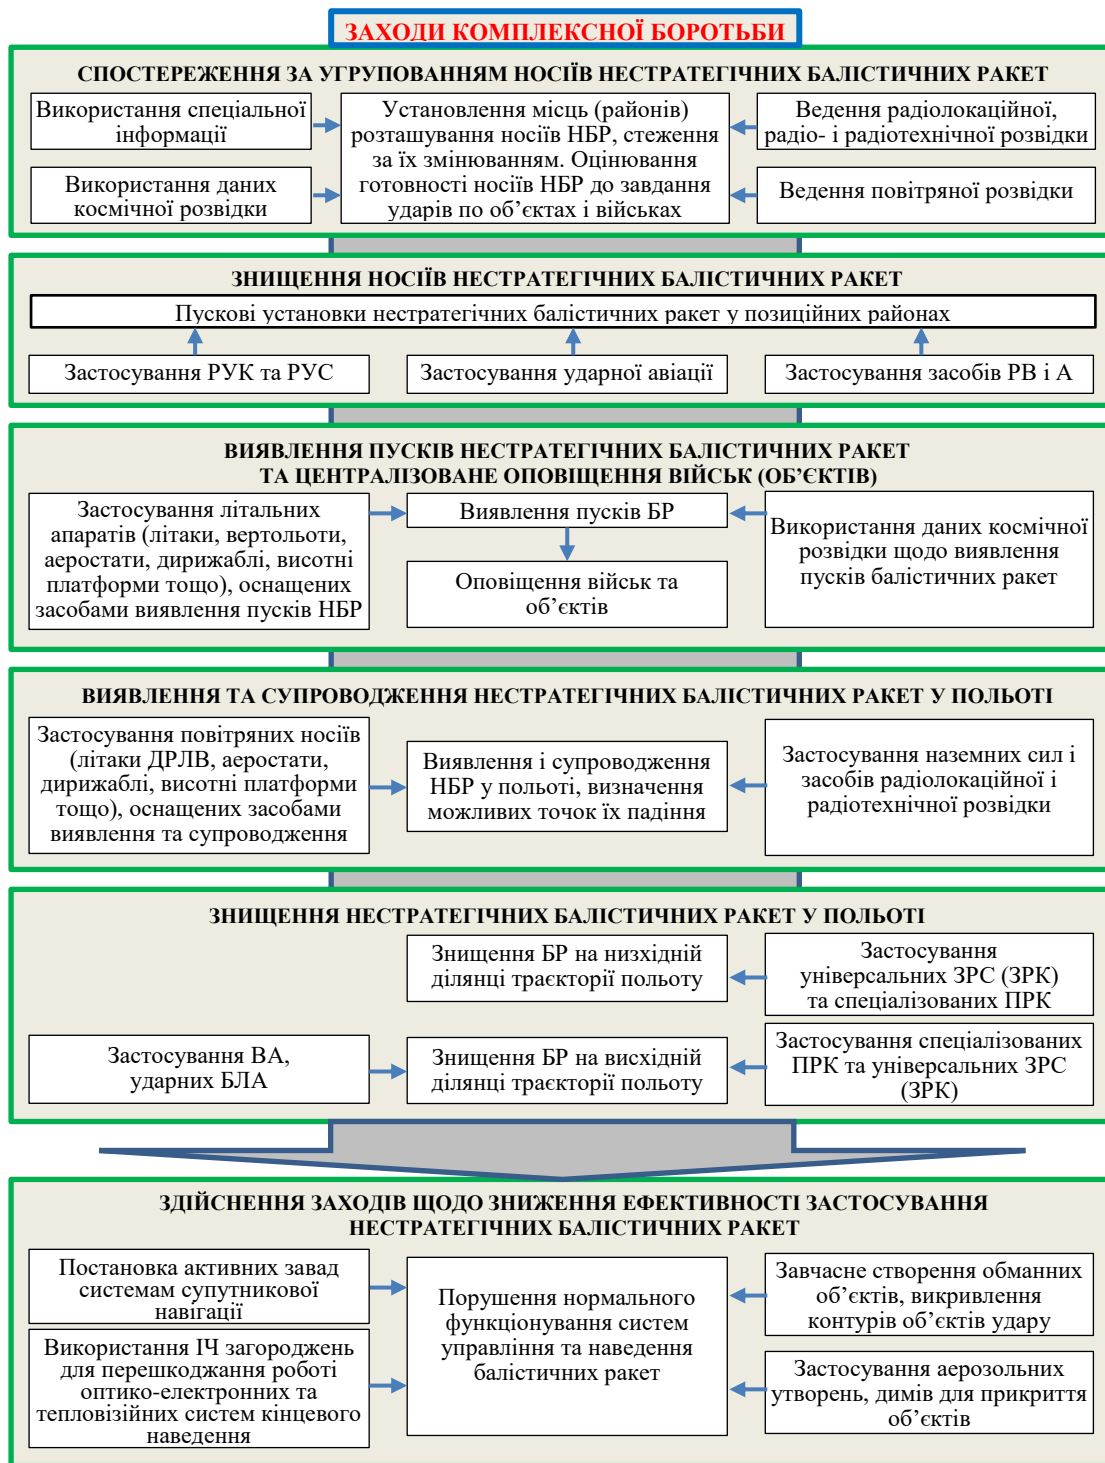 ЗАХОДИ КОМПЛЕКСНОЇ БОРОТЬБИ
СПОСТЕРЕЖЕННЯ ЗА УГРУПОВАННЯМ НОСІЇВ НЕСТРАТЕГІЧНИХ БАЛІСТИЧНИХ РАКЕТ
Використання спеціальної
інформації
Використання даних
космічної розвідки
Установлення місць (районів)
розташування носіїв НБР, стеження
за їх змінюванням. Оцінювання
готовності носіїв НБР до завдання
ударів по об’єктах і військах
Ведення радіолокаційної,
радіо- і радіотехнічної розвідки
Ведення повітряної розвідки
ЗНИЩЕННЯ НОСІЇВ НЕСТРАТЕГІЧНИХ БАЛІСТИЧНИХ РАКЕТ
Пускові установки нестратегічних балістичних ракет у позиційних районах
Застосування РУК та РУС
Застосування ударної авіації
Застосування засобів РВ і А
ВИЯВЛЕННЯ ПУСКІВ НЕСТРАТЕГІЧНИХ БАЛІСТИЧНИХ РАКЕТ
ТА ЦЕНТРАЛІЗОВАНЕ ОПОВІЩЕННЯ ВІЙСЬК (ОБ’ЄКТІВ)
Застосування літальних
апаратів (літаки, вертольоти,
аеростати, дирижаблі, висотні
платформи тощо), оснащених
засобами виявлення пусків НБР
Виявлення пусків БР
Оповіщення військ та
об’єктів
Використання даних космічної
розвідки щодо виявлення
пусків балістичних ракет
ВИЯВЛЕННЯ ТА СУПРОВОДЖЕННЯ НЕСТРАТЕГІЧНИХ БАЛІСТИЧНИХ РАКЕТ У ПОЛЬОТІ
Застосування повітряних носіїв
(літаки ДРЛВ, аеростати,
дирижаблі, висотні платформи
тощо), оснащених засобами
виявлення та супроводження
Виявлення і супроводження
НБР у польоті, визначення
можливих точок їх падіння
Застосування наземних сил і
засобів радіолокаційної і
радіотехнічної розвідки
ЗНИЩЕННЯ НЕСТРАТЕГІЧНИХ БАЛІСТИЧНИХ РАКЕТ У ПОЛЬОТІ
Знищення БР на низхідній
ділянці траєкторії польоту
Застосування
універсальних ЗРС (ЗРК)
та спеціалізованих ПРК
Застосування ВА,
ударних БЛА
Знищення БР на висхідній
ділянці траєкторії польоту
Застосування спеціалізованих
ПРК та універсальних ЗРС
(ЗРК)
ЗДІЙСНЕННЯ ЗАХОДІВ ЩОДО ЗНИЖЕННЯ ЕФЕКТИВНОСТІ ЗАСТОСУВАННЯ
НЕСТРАТЕГІЧНИХ БАЛІСТИЧНИХ РАКЕТ
Постановка активних завад
системам супутникової
навігації
Використання ІЧ загороджень
для перешкоджання роботі
оптико-електронних та
тепловізійних систем кінцевого
наведення
Порушення нормального
функціонування систем
управління та наведення
балістичних ракет
Завчасне створення обманних
об’єктів, викривлення
контурів об’єктів удару
Застосування аерозольних
утворень, димів для прикриття
об’єктів